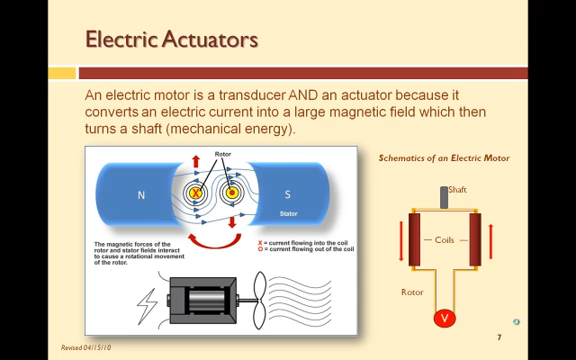 Electric Actuators
An electric motor is a transducer AND an actuator because it
converts an electric current into a large magnetic field which then
turns a shaft (mechanical energy).
Rotor
N
X
S
Stator
The magnetic forces of the
rotor and stator fields interact
to cause a rotational movement
of the rotor.
X = current flowing into the coil
O = current flowing out of the coil
Schematics of an Electric Motor
Shaft
Coils
Rotor
V
7
Revised 04/15/10